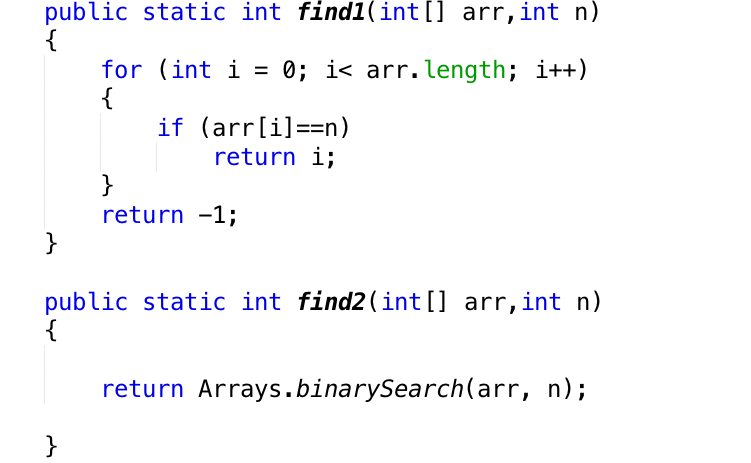 public static int find1(int[] arr,int n)
{
    for (int i = 0; i< arr.length; i++)
    {
        if (arr[i]==n)
            return i;
    }
    return -1;
}
public static int find2(int[] arr,int n)
{
    return Arrays.binarySearch(arr, n);
}